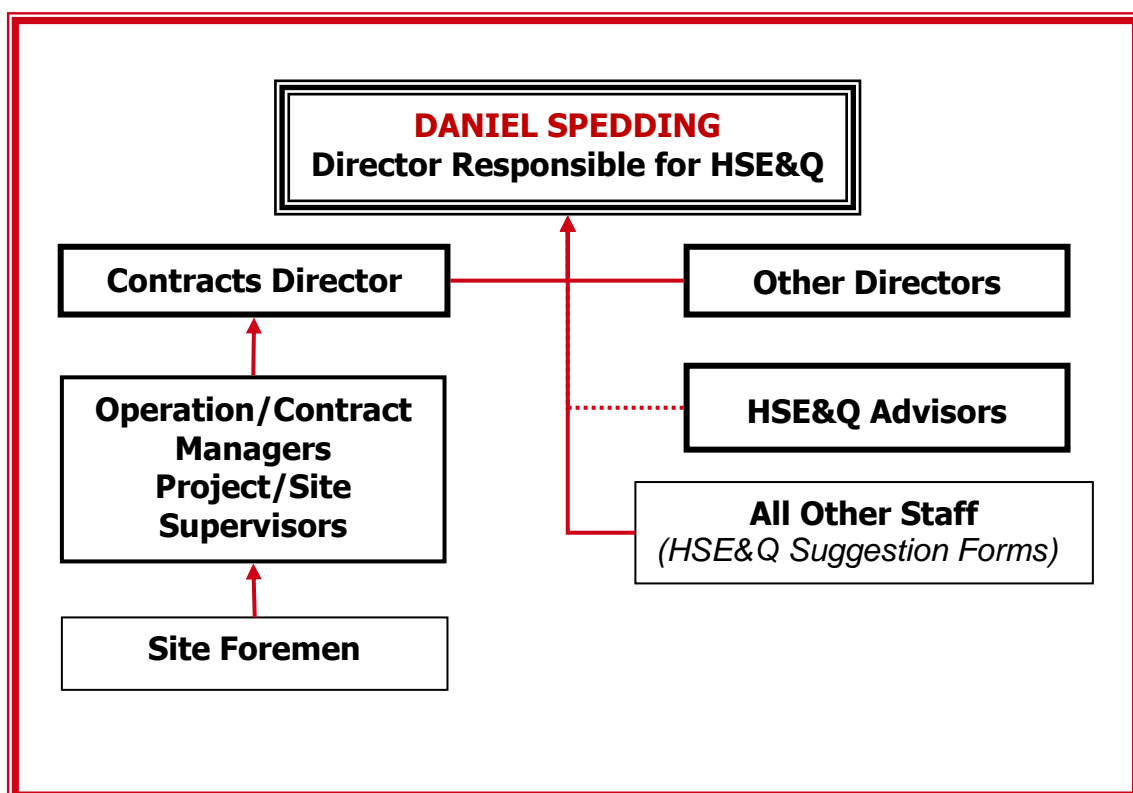 DANIEL SPEDDING
Director Responsible for HSE&Q
Contracts Director
Other Directors
Operation/Contract
Managers
Project/Site
Supervisors
HSE&Q Advisors
All Other Staff
(HSE&Q Suggestion Forms)
Site Foremen